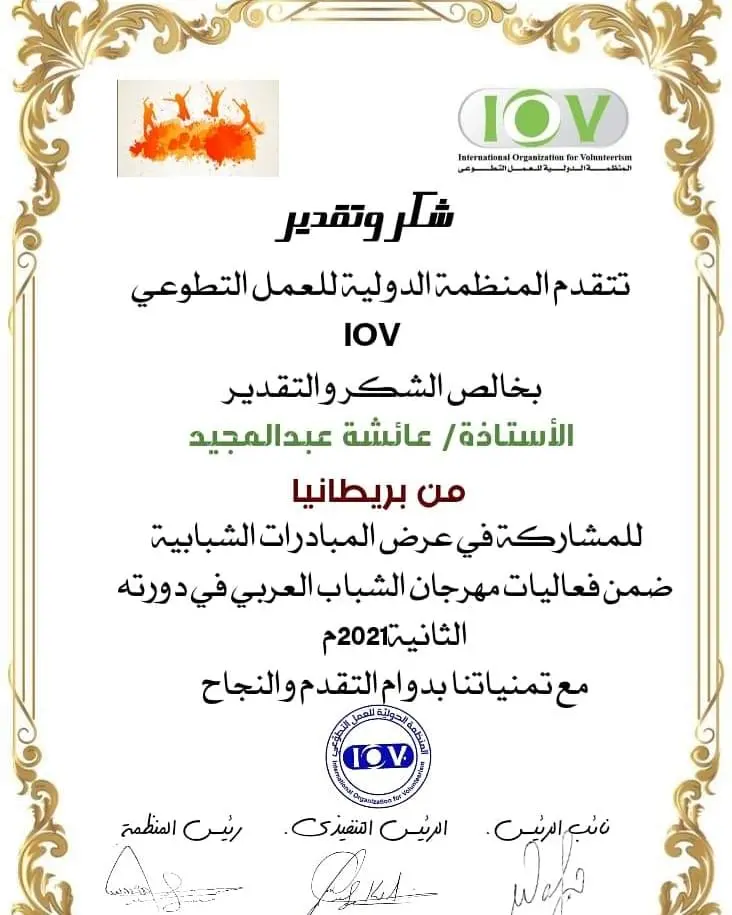 IOV
International Organization for Volunteerism
المنظمة الدولية للعمل التطوعي
شكر وتقدير
تتقدم المنظمة الدولية للعمل التطوعي
IOV
بخالص الشكر والتقدير
الأستاذة/ عائشة عبدالمجيد
من بريطانيا
للمشاركة في عرض المبادرات الشبابية
ضمن فعاليات مهرجان الشباب العربي في دورته
الثانية2021م
مع تمنياتنا بدوام التقدم والنجاح
المنظمة الدولية للعمل التطوعي
IOV
International Organization for Volunteerism
نائب الرئيس. الرئيس التنفيذي. رئيس المنظمة